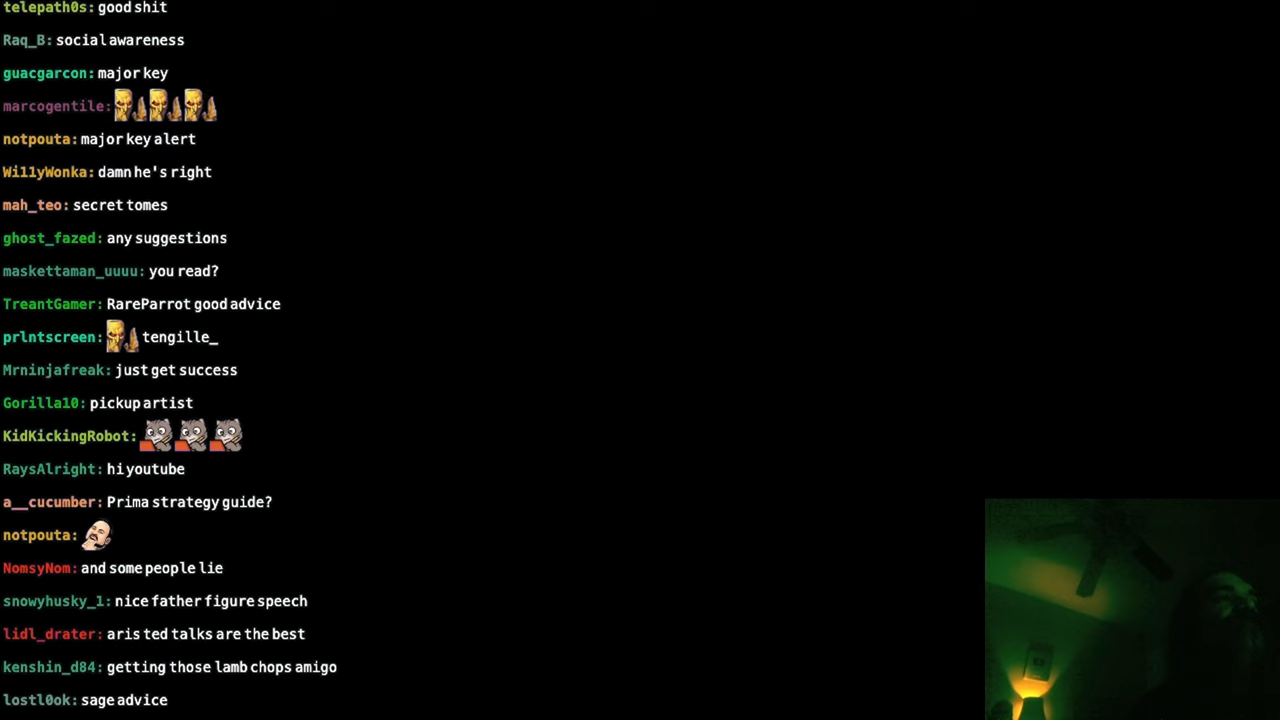 telepath0s: good shit
Raq_B: social awareness
guacgarcon: major key
marcogentile:
notpouta: major key alert
Wi11yWonka: damn he's right
mah_teo: secret tomes
ghost_fazed: any suggestions
maskettaman_uuuu: you read?
TreantGamer: RareParrot good advice
prlntscreen: tengille_
Mrninjafreak: just get success
Gorilla10: pickup artist
KidKickingRobot:
RaysAlright: hi youtube
a__cucumber: Prima strategy guide?
notpouta:
NomsyNom: and some people lie
snowyhusky_1: nice father figure speech
lidl_drater: aris ted talks are the best
kenshin_d84: getting those lamb chops amigo
lostl0ok: sage advice